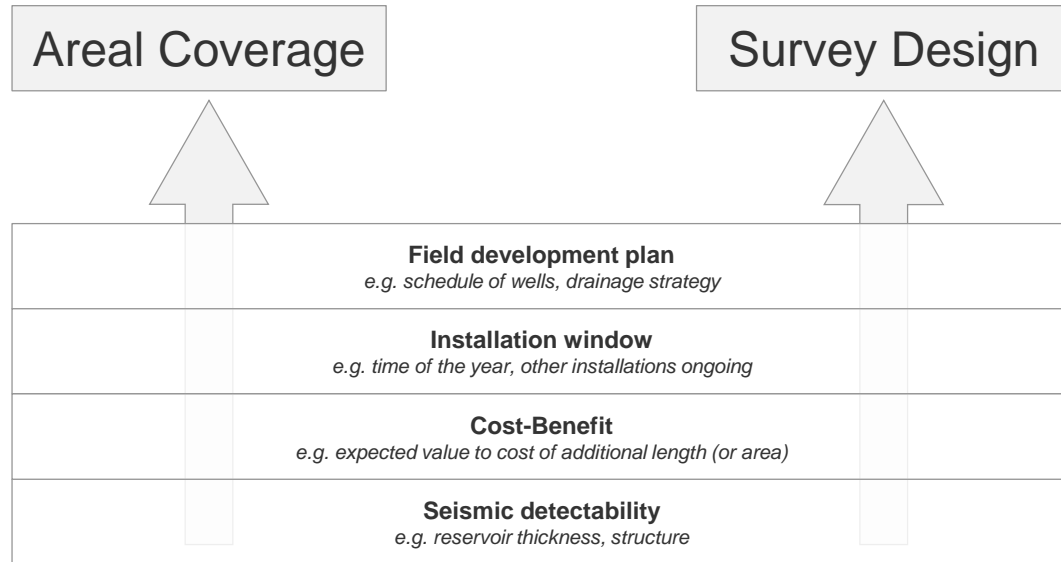 Areal Coverage
Survey Design
Field development plan
e.g. schedule of wells, drainage strategy
Installation window
e.g. time of the year, other installations ongoing
Cost-Benefit
e.g. expected value to cost of additional length (or area)
Seismic detectability
e.g. reservoir thickness, structure